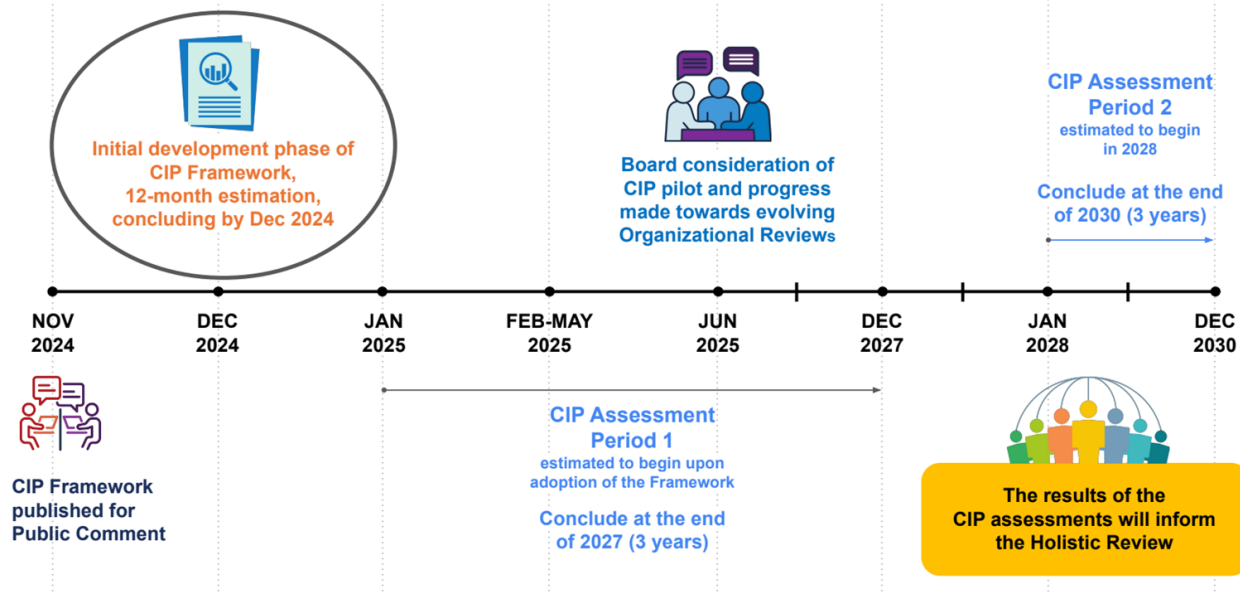 Initial development phase of
CIP Framework,
12-month estimation,
concluding by Dec 2024
Board consideration of
CIP pilot and progress
made towards evolving
Organizational Reviews
CIP Assessment
Period 2
estimated to begin
in 2028
Conclude at the end
of 2030 (3 years)
NOV
2024
DEC
2024
JAN
2025
FEB-MAY
2025
JUN
2025
DEC
2027
JAN
2028
DEC
2030
CIP Framework
published for
Public Comment
CIP Assessment
Period 1
estimated to begin upon
adoption of the Framework
Conclude at the end
of 2027 (3 years)
The results of the
CIP assessments will inform
the Holistic Review